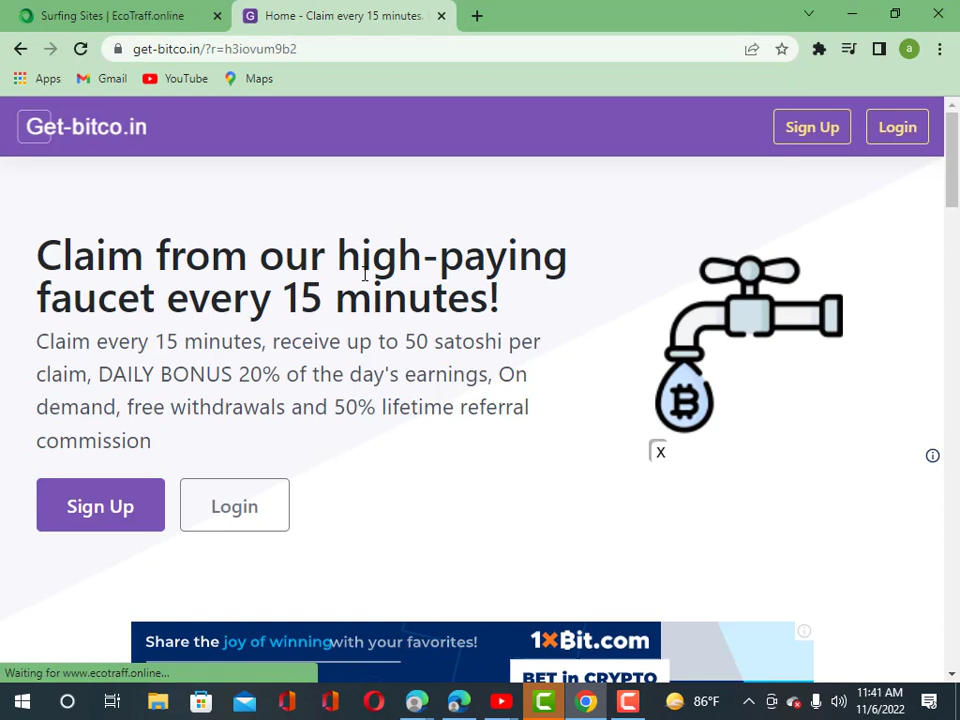 Surfing Sites | EcoTraff.online
Home - Claim every 15 minutes.
get-bitco.in/?r=h3iovum9b2
a
Apps
Gmail
YouTube
Maps
Get-bitco.in
Sign Up
Login
Claim from our high-paying
faucet every 15 minutes!
Claim every 15 minutes, receive up to 50 satoshi per
claim, DAILY BONUS 20% of the day's earnings, On
demand, free withdrawals and 50% lifetime referral
commission
X
Sign Up
Login
Share the joy of winning with your favorites!
1XBit.com
BET in CRYPTO
Waiting for www.ecotraff.online...
86°F
11:41 AM
11/6/2022